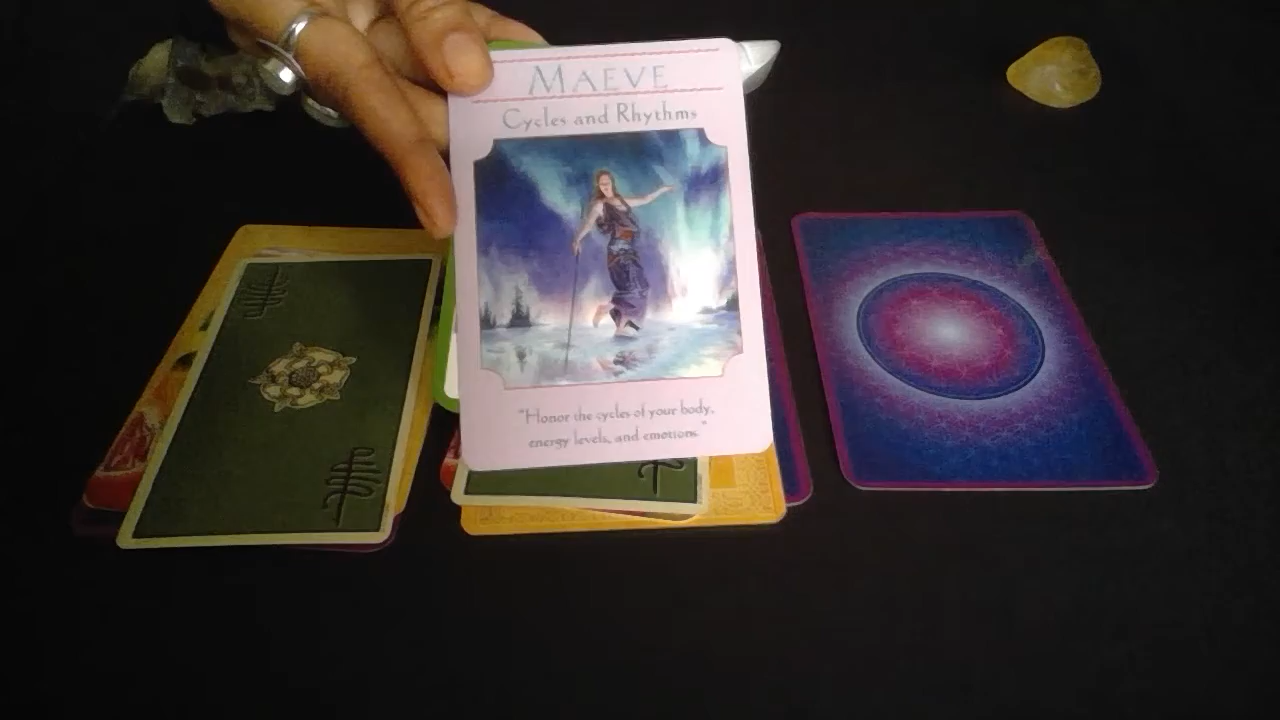 MAEVE
Cycles and Rhythms
"Honor the cycles of your body,
energy levels, and emotions."